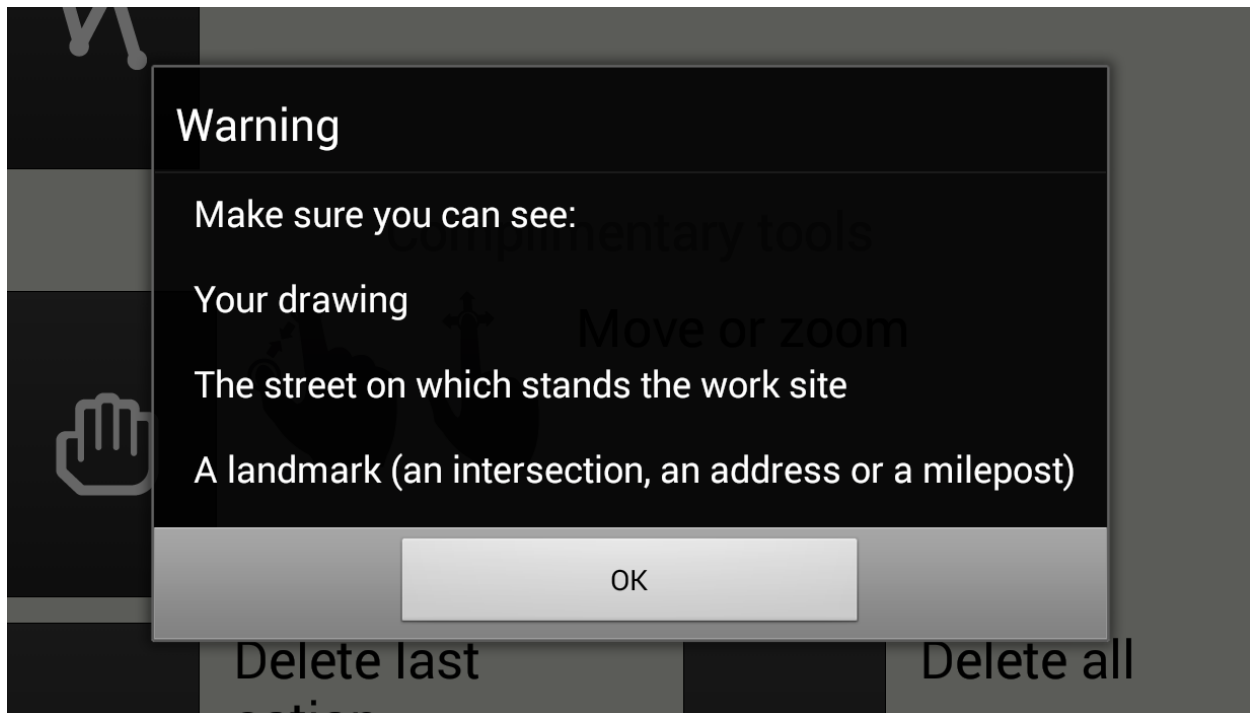 Warning
Make sure you can see:
Complimentary tools
Your drawing
Move or zoom
The street on which stands the work site
A landmark (an intersection, an address or a milepost)
OK
Delete last
action
Delete all